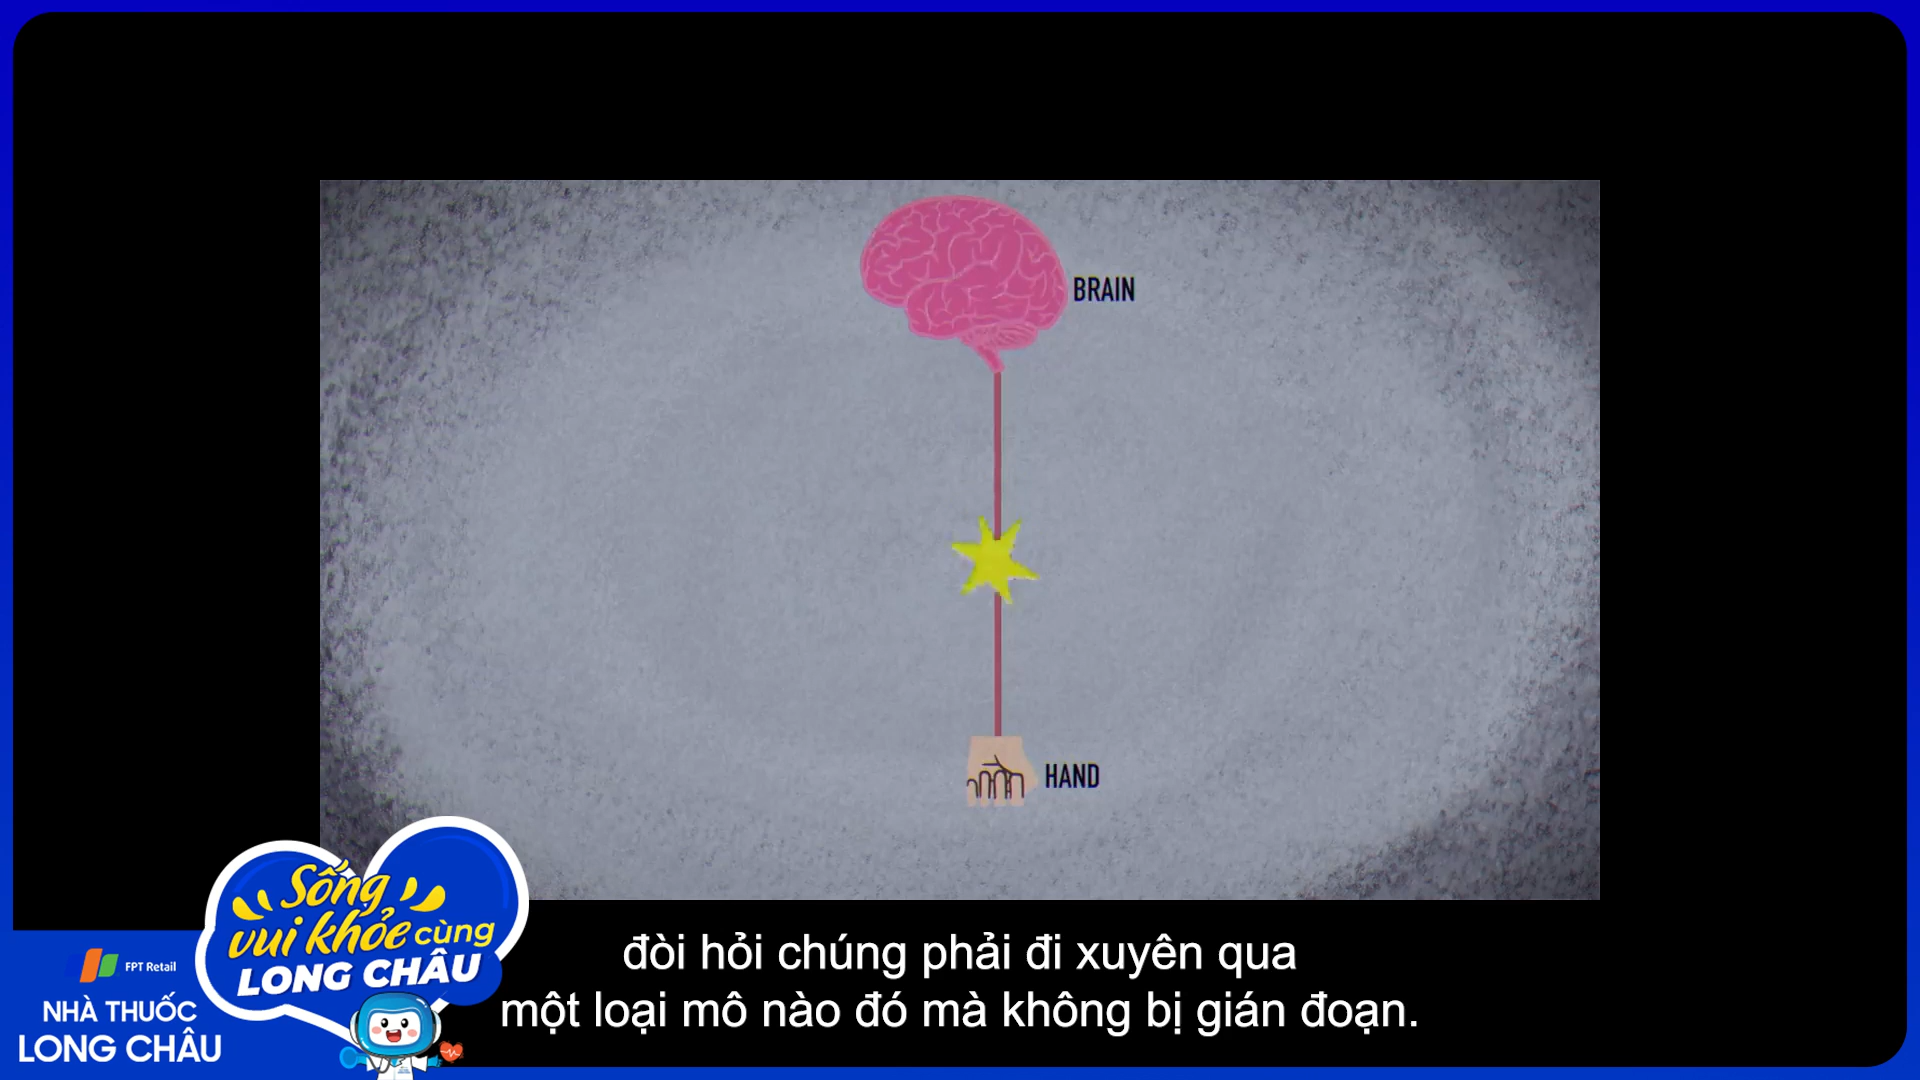 BRAIN
HAND
Sống
vui khỏe cùng
LONG CHÂU
FPT Retail
NHÀ THUỐC
LONG CHÂU
đòi hỏi chúng phải đi xuyên qua
một loại mô nào đó mà không bị gián đoạn.